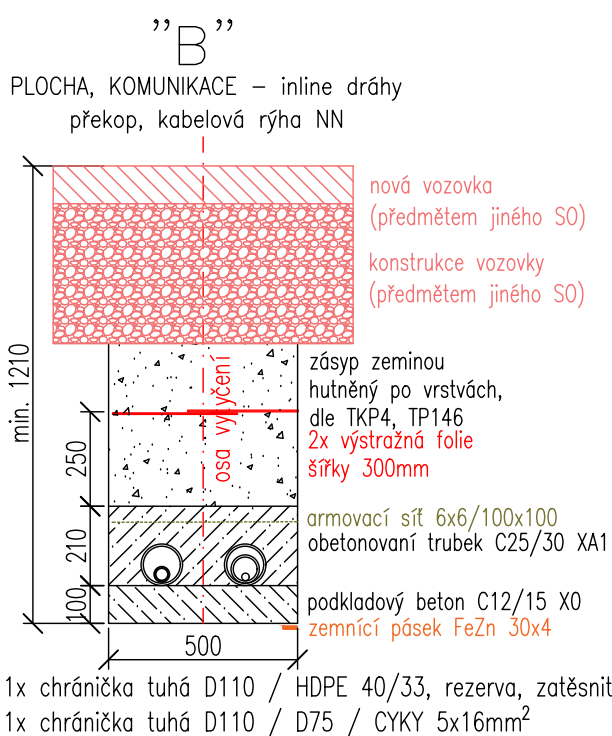 ”B”
PLOCHA, KOMUNIKACE – inline dráhy
překop, kabelová rýha NN
nová vozovka
(předmětem jiného SO)
konstrukce vozovky
(předmětem jiného SO)
min. 1210
zásyp zeminou
hutněný po vrstvách,
dle TKP4, TP146
2x výstražná folie
šířky 300mm
osa vytyčení
250
armovací síť 6x6/100x100
obetonovaní trubek C25/30 XA1
210
podkladový beton C12/15 X0
100
zemnící pásek FeZn 30x4
500
1x chránička tuhá D110 / HDPE 40/33, rezerva, zatěsnit
1x chránička tuhá D110 / D75 / CYKY 5x16mm²